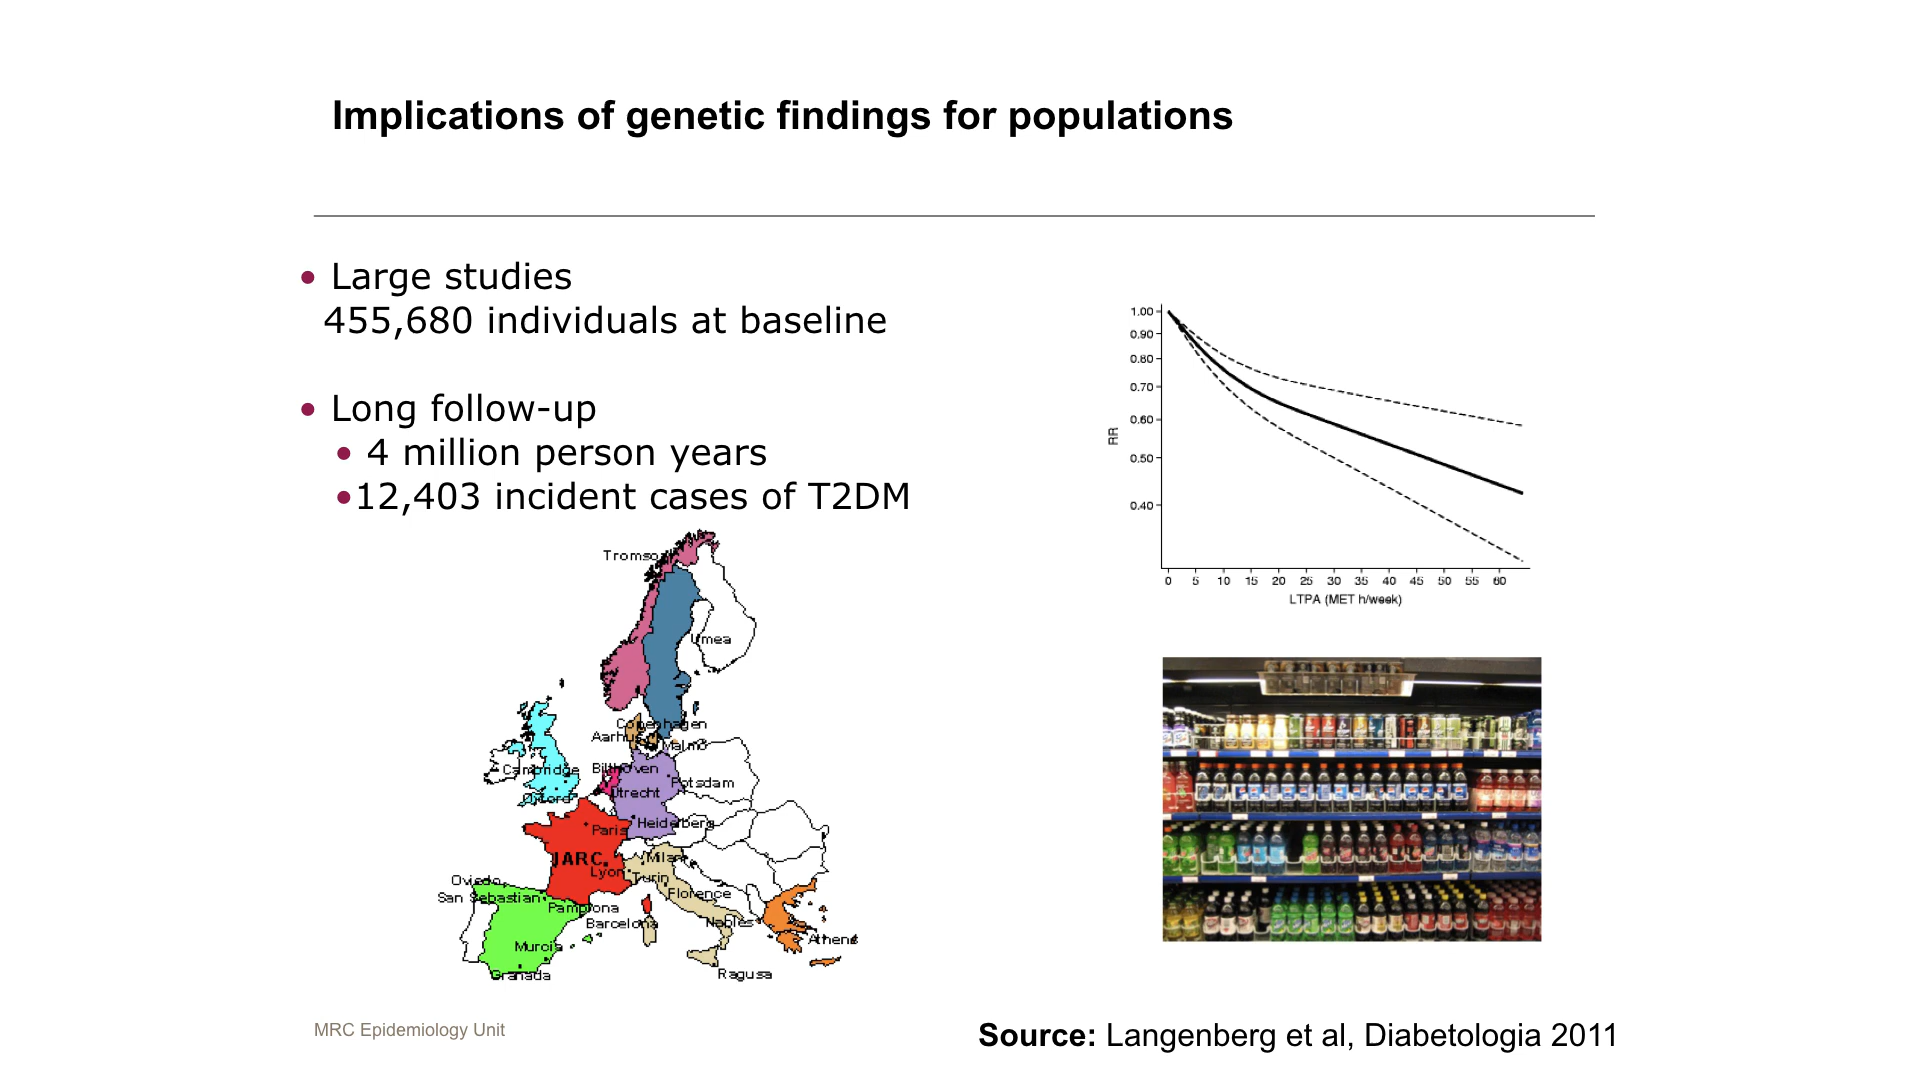 Implications of genetic findings for populations
• Large studies
455,680 individuals at baseline
• Long follow-up
• 4 million person years
•12,403 incident cases of T2DM
1.00
0.90
0.80
0.70
0.60
0.50
0.40
RR
0 5 10 15 20 25 30 35 40 45 50 55 60
LTPA (MET h/week)
Tromso
Umea
Copenhagen
Aarhus
Malmö
Cambridge
Bilthoven
Potsdam
Utrecht
Oxford
Heidelberg
Paris
IARC
Milan
Lyon
Turin
Oviedo
Florence
San Sebastian
Pamplona
Barcelona
Naples
Athens
Murcia
Granada
Ragusa
MRC Epidemiology Unit
Source: Langenberg et al, Diabetologia 2011